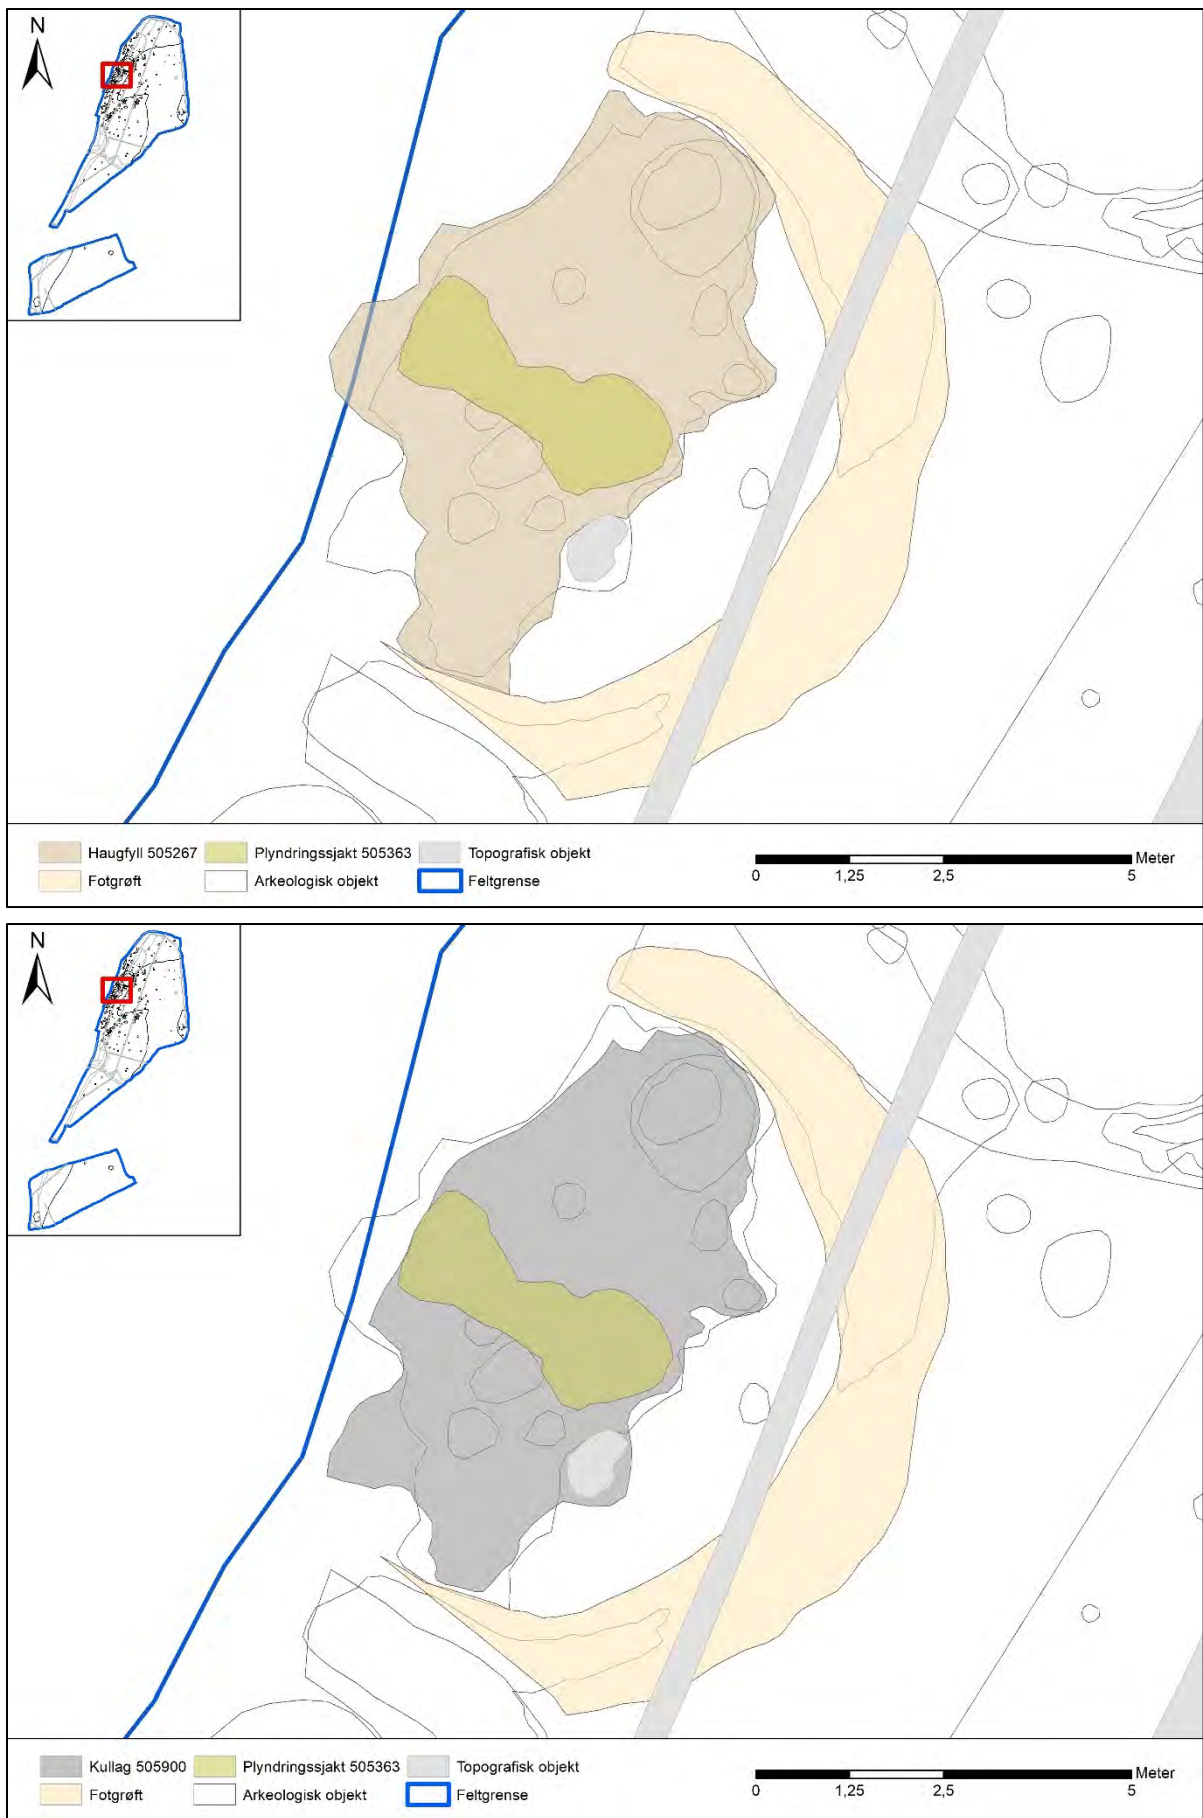 N
Haugfyll 505267 Plyndringssjakt 505363 Topografisk objekt
Fotgrøft Arkeologisk objekt Feltgrense
Meter
0 1,25 2,5 5
N
Kullag 505900 Plyndringssjakt 505363 Topografisk objekt
Fotgrøft Arkeologisk objekt Feltgrense
Meter
0 1,25 2,5 5